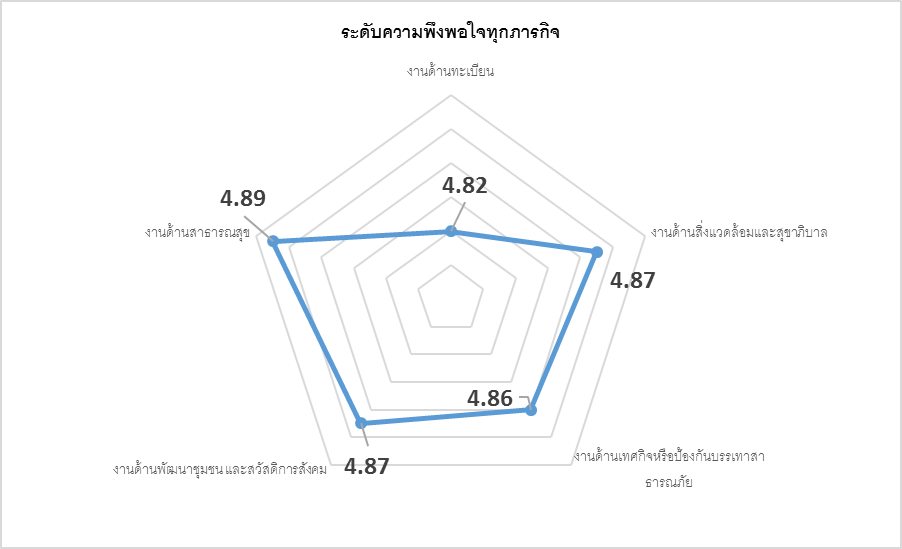 ระดับความพึงพอใจทุกภารกิจ
งานด้านทะเบียน
4.82
4.89
งานด้านสาธารณสุข
งานด้านสิ่งแวดล้อมและสุขาภิบาล
4.87
4.86
งานด้านเทศกิจหรือป้องกันบรรเทาสา
ธารณภัย
4.87
งานด้านพัฒนาชุมชน และสวัสดิการสังคม